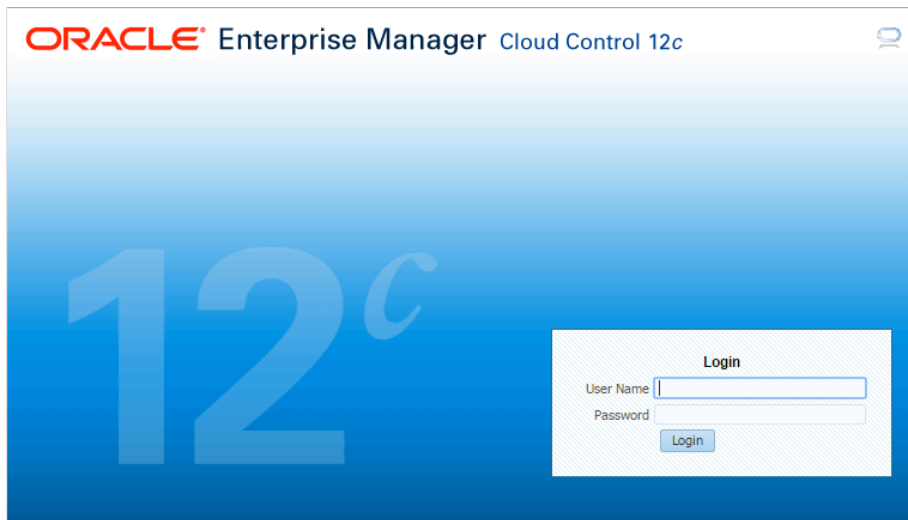 ORACLE® Enterprise Manager Cloud Control 12c
12c
Login
User Name
Password
Login